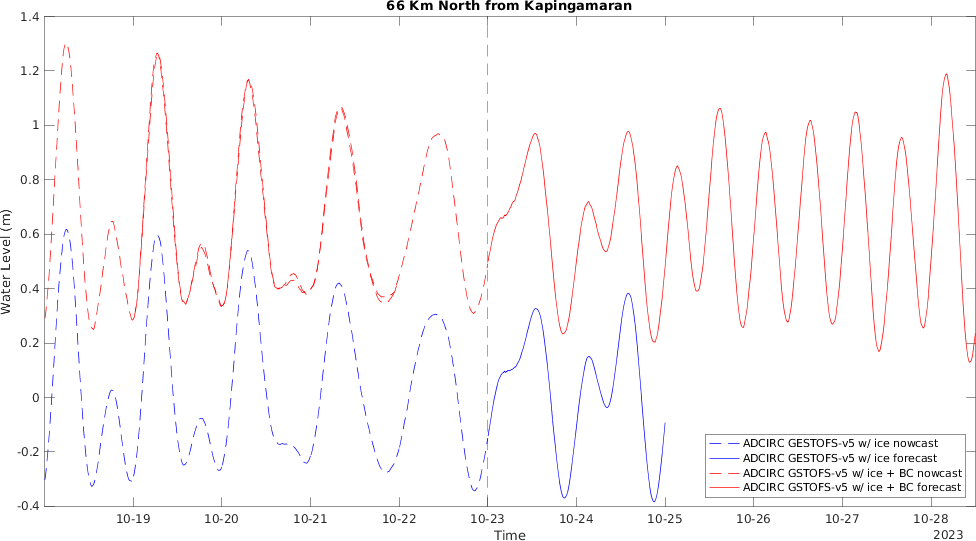 66 Km North from Kapingamaran
Water Level (m)
1.4
1.2
1
0.8
0.6
0.4
0.2
0
-0.2
-0.4
10-19 10-20 10-21 10-22 10-23 10-24 10-25 10-26 10-27 10-28
Time
2023
ADCIRC GESTOFS-v5 w/ ice nowcast
ADCIRC GESTOFS-v5 w/ ice forecast
ADCIRC GSTOFS-v5 w/ ice + BC nowcast
ADCIRC GSTOFS-v5 w/ ice + BC forecast